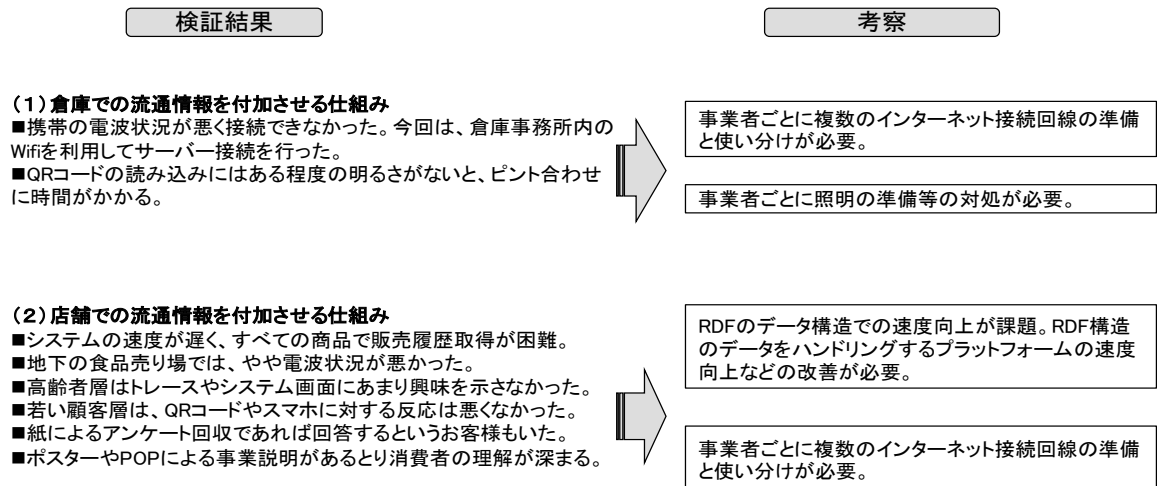 検証結果
考察
（１）倉庫での流通情報を付加させる仕組み
■携帯の電波状況が悪く接続できなかった。今回は、倉庫事務所内の
Wifiを利用してサーバー接続を行った。
■QRコードの読み込みにはある程度の明るさがないと、ピント合わせ
に時間がかかる。
事業者ごとに複数のインターネット接続回線の準備
と使い分けが必要。
事業者ごとに照明の準備等の対処が必要。
（２）店舗での流通情報を付加させる仕組み
■システムの速度が遅く、すべての商品で販売履歴取得が困難。
■地下の食品売り場では、やや電波状況が悪かった。
■高齢者層はトレースやシステム画面にあまり興味を示さなかった。
■若い顧客層は、QRコードやスマホに対する反応は悪くなかった。
■紙によるアンケート回収であれば回答するというお客様もいた。
■ポスターやPOPによる事業説明があるとり消費者の理解が深まる。
RDFのデータ構造での速度向上が課題。RDF構造
のデータをハンドリングするプラットフォームの速度
向上などの改善が必要。
事業者ごとに複数のインターネット接続回線の準備
と使い分けが必要。